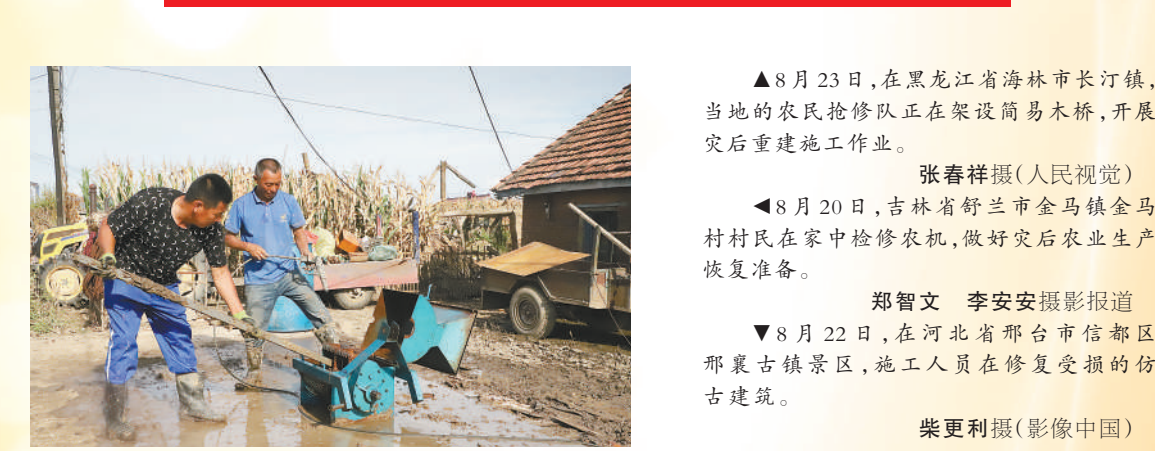 ▲8月23日,在黑龙江省海林市长汀镇,
当地的农民抢修队正在架设简易木桥,开展
灾后重建施工作业。
张春祥摄(人民视觉)
◀8月20日,吉林省舒兰市金马镇金马
村村民在家中检修农机,做好灾后农业生产
恢复准备。
郑智文 李安安摄影报道
▼8月22日,在河北省邢台市信都区
邢襄古镇景区,施工人员在修复受损的仿
古建筑。
柴更利摄(影像中国)